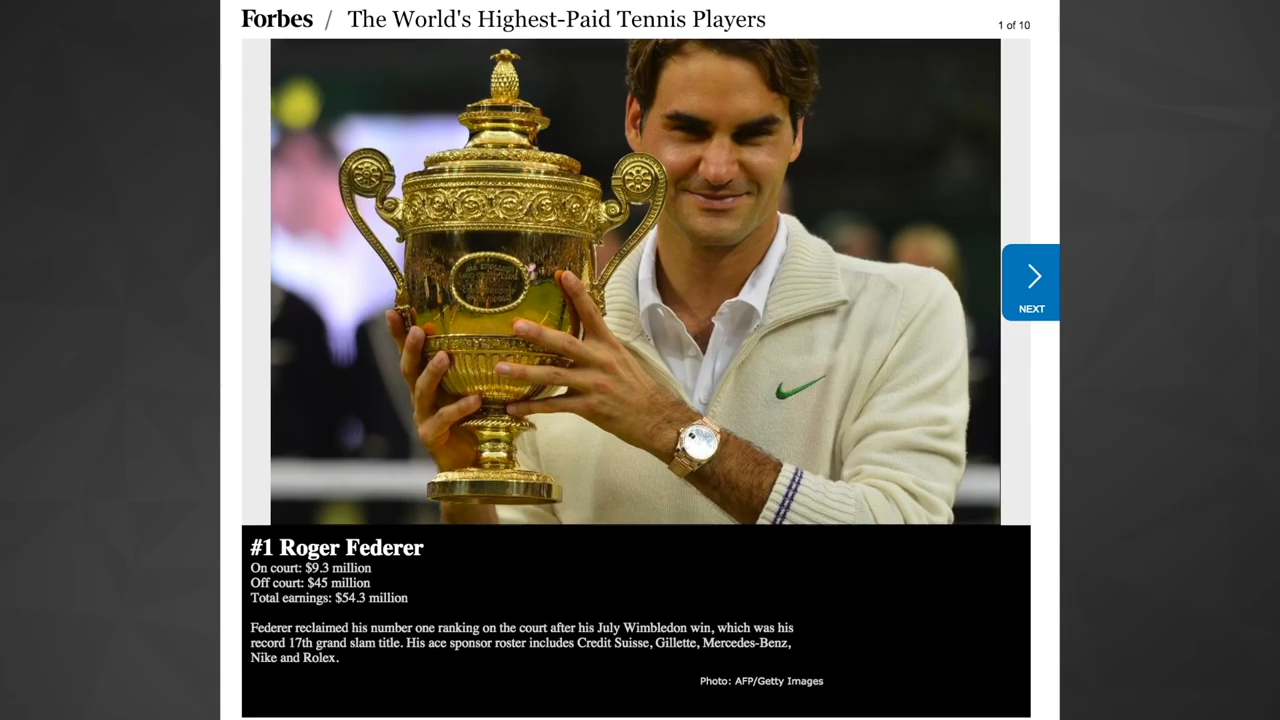 Forbes / The World's Highest-Paid Tennis Players
1 of 10
NEXT
#1 Roger Federer
On court: $9.3 million
Off court: $45 million
Total earnings: $54.3 million
Federer reclaimed his number one ranking on the court after his July Wimbledon win, which was his
record 17th grand slam title. His ace sponsor roster includes Credit Suisse, Gillette, Mercedes-Benz,
Nike and Rolex.
Photo: AFP/Getty Images